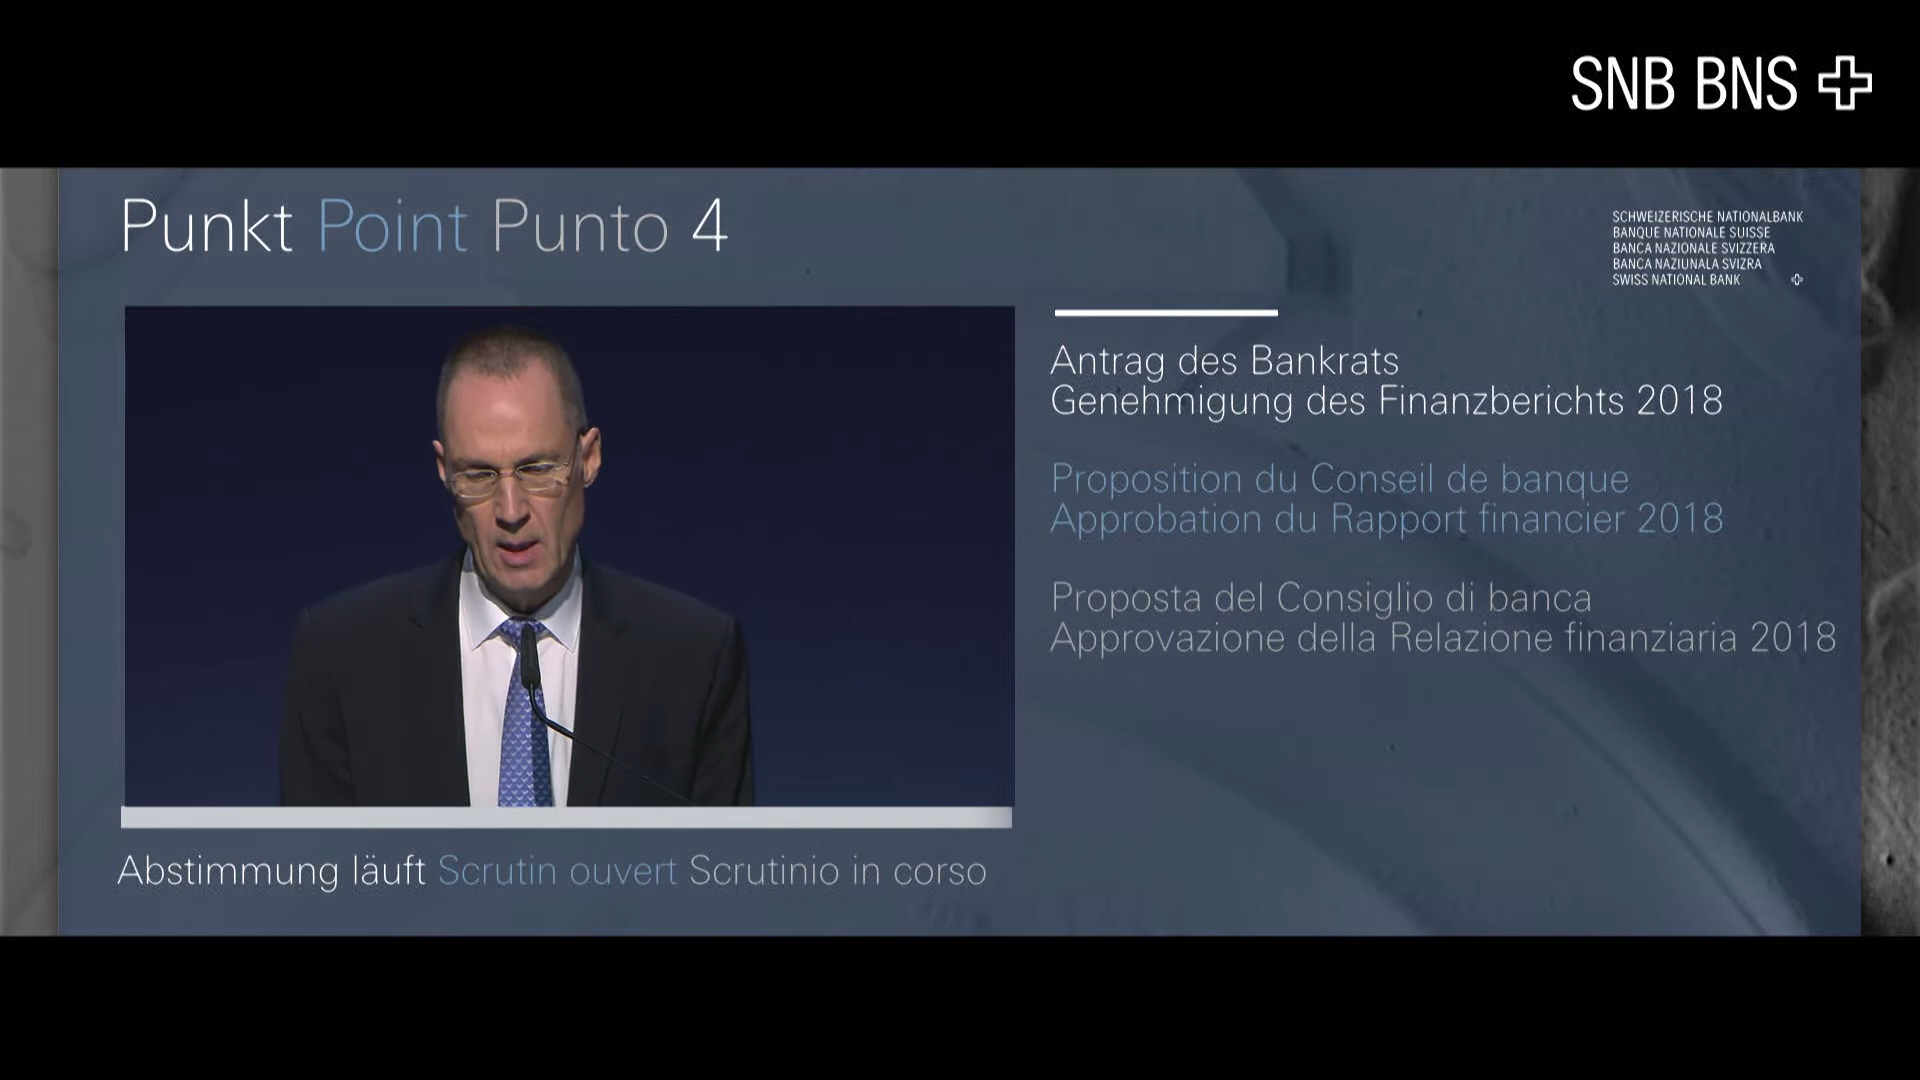 SNB BNS
Punkt Point Punto 4
SCHWEIZERISCHE NATIONALBANK
BANQUE NATIONALE SUISSE
BANCA NAZIONALE SVIZZERA
BANCA NAZIUNALA SVIZRA
SWISS NATIONAL BANK
Antrag des Bankrats
Genehmigung des Finanzberichts 2018
Proposition du Conseil de banque
Approbation du Rapport financier 2018
Proposta del Consiglio di banca
Approvazione della Relazione finanziaria 2018
Abstimmung läuft Scrutin ouvert Scrutinio in corso